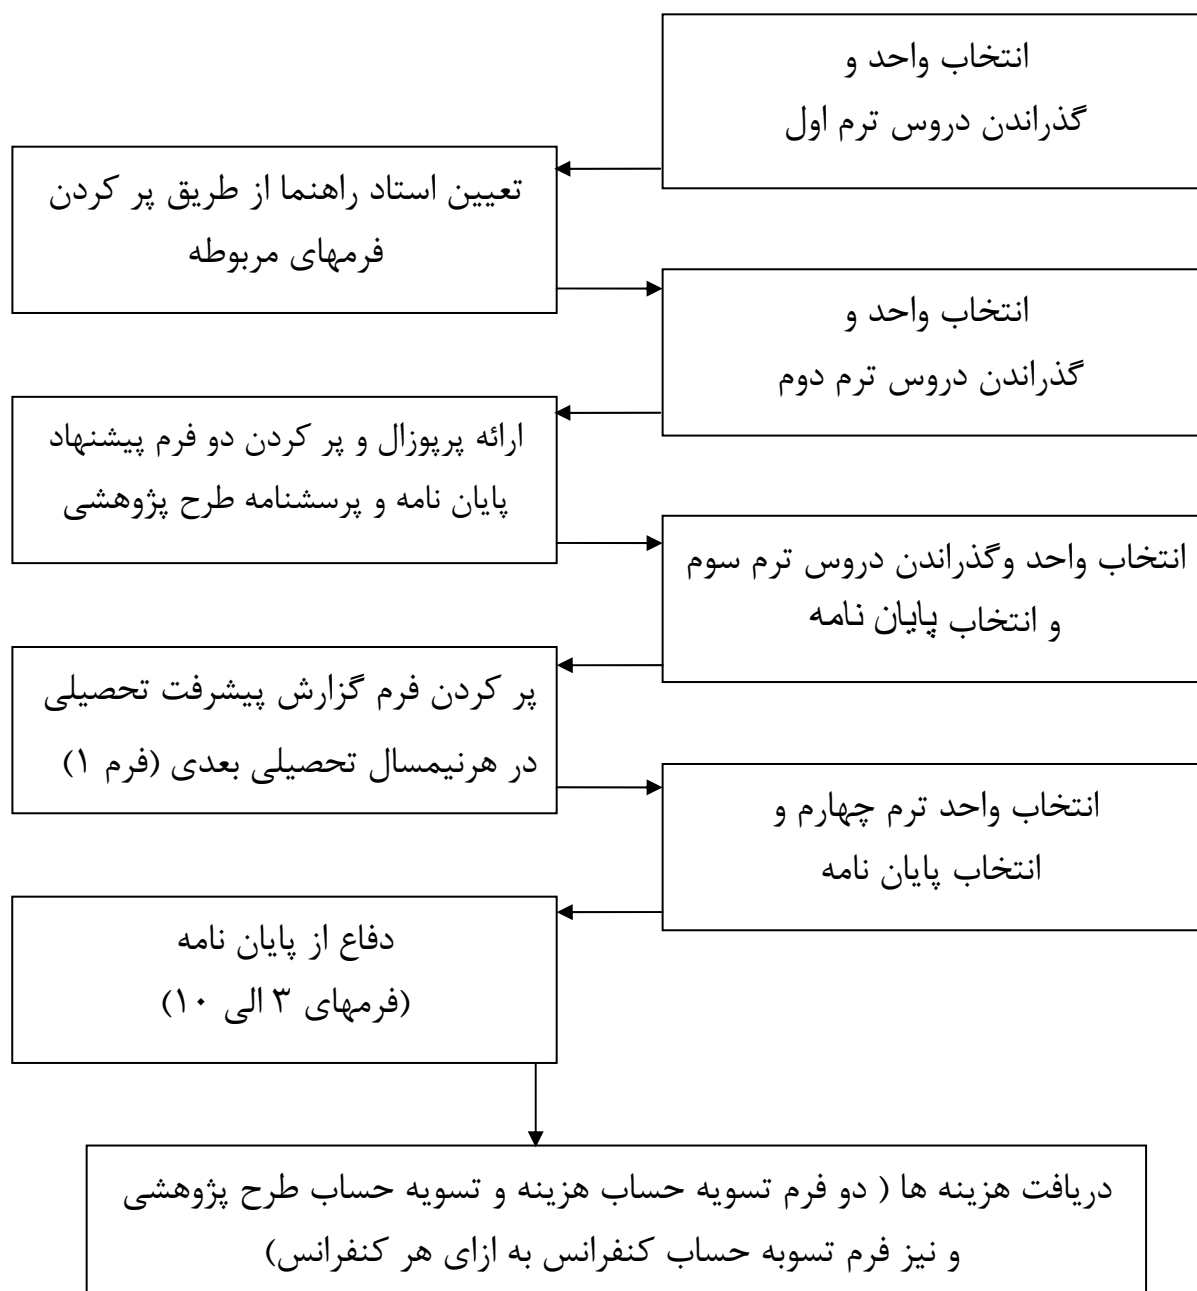 انتخاب واحد و
گذراندن دروس ترم اول
تعیین استاد راهنما از طریق پر کردن
فرمهای مربوطه
انتخاب واحد و
گذراندن دروس ترم دوم
ارائه پرپوزال و پر کردن دو فرم پیشنهاد
پایان نامه و پرسشنامه طرح پژوهشی
انتخاب واحد وگذراندن دروس ترم سوم
و انتخاب پایان نامه
پر کردن فرم گزارش پیشرفت تحصیلی
در هرنیمسال تحصیلی بعدی (فرم ۱)
انتخاب واحد ترم چهارم و
انتخاب پایان نامه
دفاع از پایان نامه
(فرمهای ۳ الی ۱۰)
دریافت هزینه ها ( دو فرم تسویه حساب هزینه و تسویه حساب طرح پژوهشی
و نیز فرم تسوبه حساب کنفرانس به ازای هر کنفرانس)